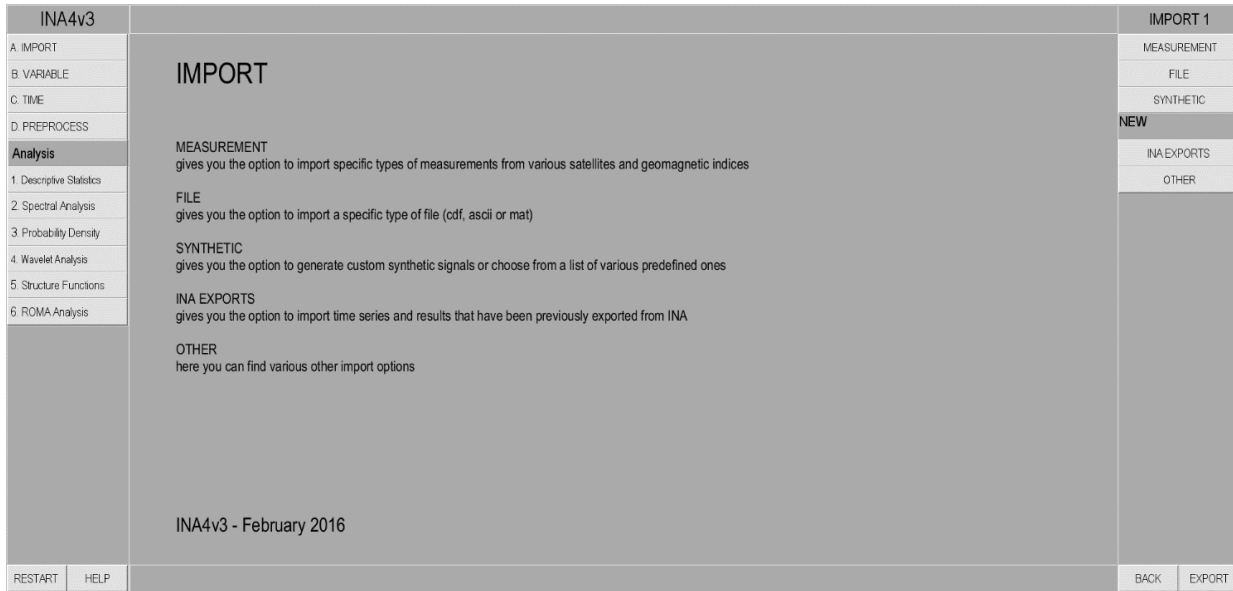 INA4v3
A. IMPORT
B. VARIABLE
C. TIME
D. PREPROCESS
Analysis
1. Descriptive Statistics
2. Spectral Analysis
3. Probability Density
4. Wavelet Analysis
5. Structure Functions
6. ROMA Analysis
RESTART HELP
IMPORT
MEASUREMENT
gives you the option to import specific types of measurements from various satellites and geomagnetic indices
FILE
gives you the option to import a specific type of file (cdf, ascii or mat)
SYNTHETIC
gives you the option to generate custom synthetic signals or choose from a list of various predefined ones
INA EXPORTS
gives you the option to import time series and results that have been previously exported from INA
OTHER
here you can find various other import options
INA4v3 - February 2016
IMPORT 1
MEASUREMENT
FILE
SYNTHETIC
NEW
INA EXPORTS
OTHER
BACK EXPORT